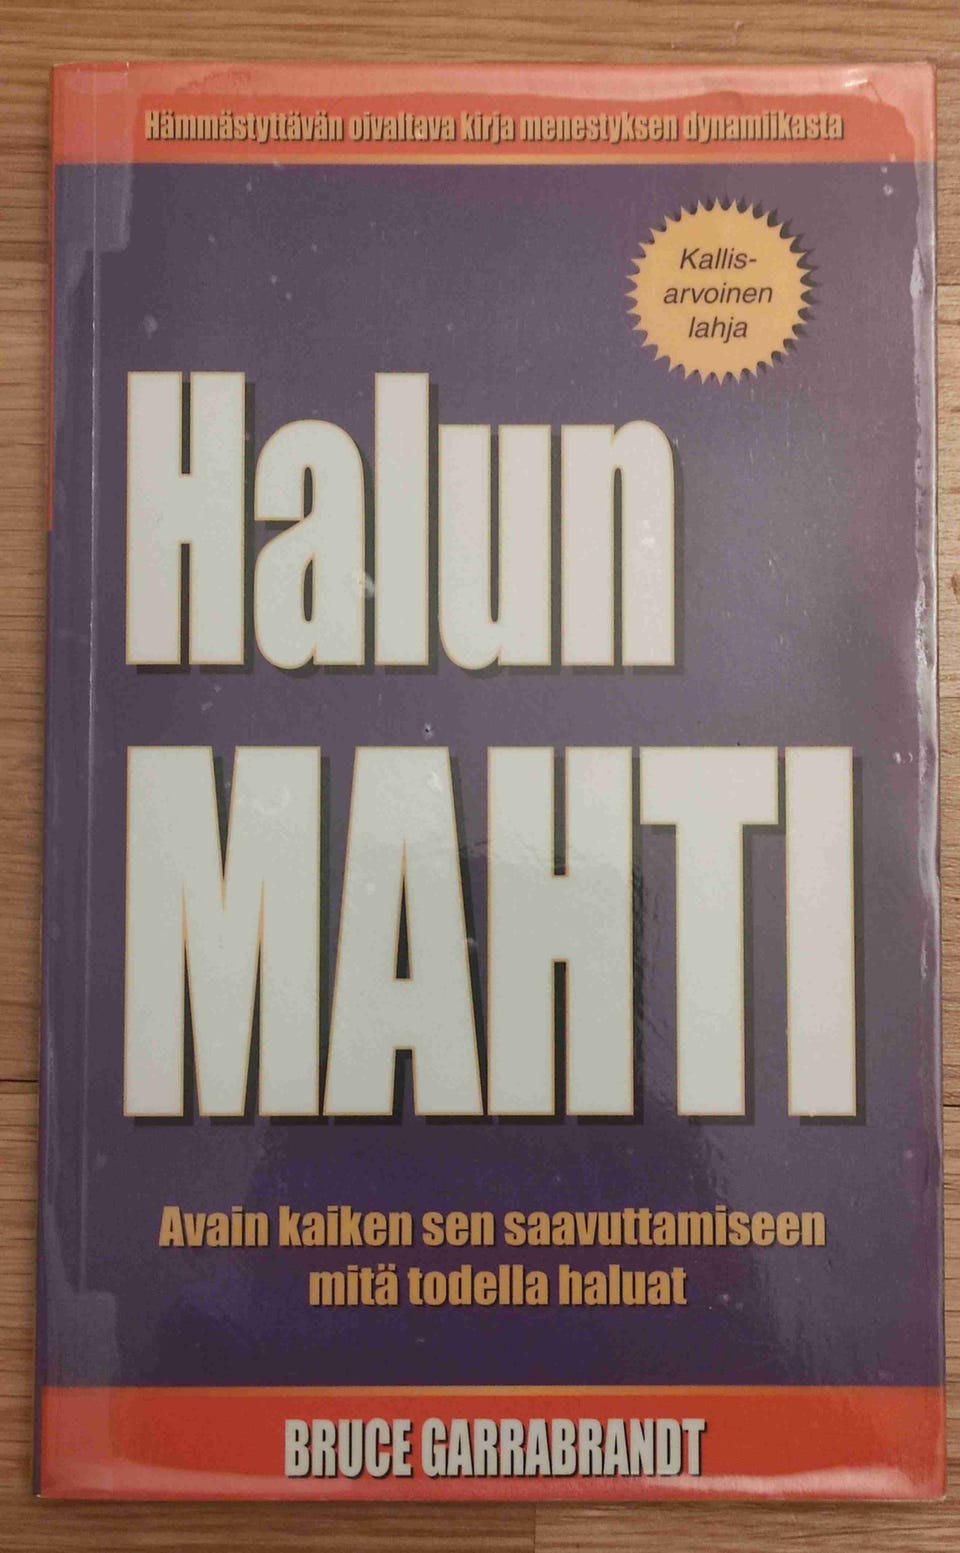 Hämmästyttävän oivaltava kirja menestyksen dynamiikasta
Kallis-
arvoinen
lahja
Halun
MAHTI
Avain kaiken sen saavuttamiseen
mitä todella haluat
BRUCE GARRABRANDT